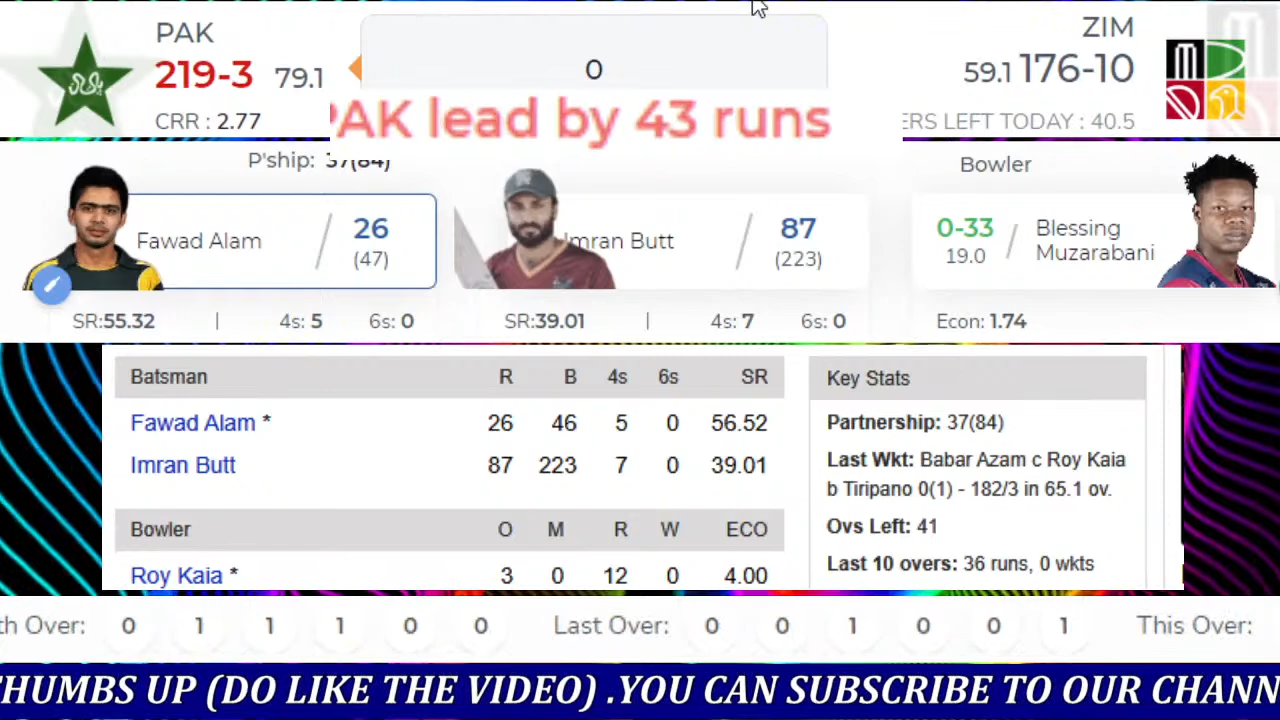 PAK
219-3 79.1
CRR : 2.77
0
PAK lead by 43 runs
ZIM
59.1 176-10
ERS LEFT TODAY : 40.5
P'ship: 37(84)
Fawad Alam
26
(47)
SR:55.32 | 4s: 5 6s: 0
Imran Butt
87
(223)
SR:39.01 | 4s: 7 6s: 0
Bowler
0-33
19.0
Blessing
Muzarabani
Econ: 1.74
Batsman R B 4s 6s SR
Fawad Alam * 26 46 5 0 56.52
Imran Butt 87 223 7 0 39.01
Bowler O M R W ECO
Roy Kaia * 3 0 12 0 4.00
Key Stats
Partnership: 37(84)
Last Wkt: Babar Azam c Roy Kaia
b Tiripano 0(1) - 182/3 in 65.1 ov.
Ovs Left: 41
Last 10 overs: 36 runs, 0 wkts
th Over: 0 1 1 1 0 0 Last Over: 0 0 1 0 0 1 This Over:
THUMBS UP (DO LIKE THE VIDEO) .YOU CAN SUBSCRIBE TO OUR CHANN